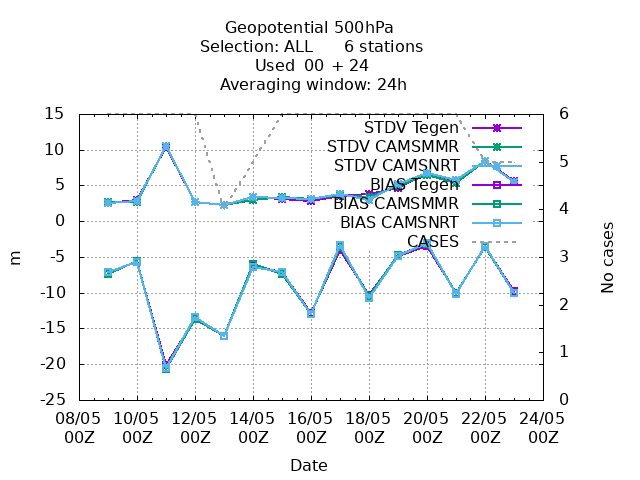 Geopotential 500hPa
Selection: ALL 6 stations
Used 00 + 24
Averaging window: 24h
15
10
5
0
-5
-10
-15
-20
-25
m
6
5
4
3
2
1
0
No cases
STDV Tegen
STDV CAMSMMR
STDV CAMSNRT
BIAS Tegen
BIAS CAMSMMR
BIAS CAMSNRT
CASES
08/05 10/05 12/05 14/05 16/05 18/05 20/05 22/05 24/05
00Z 00Z 00Z 00Z 00Z 00Z 00Z 00Z 00Z
Date